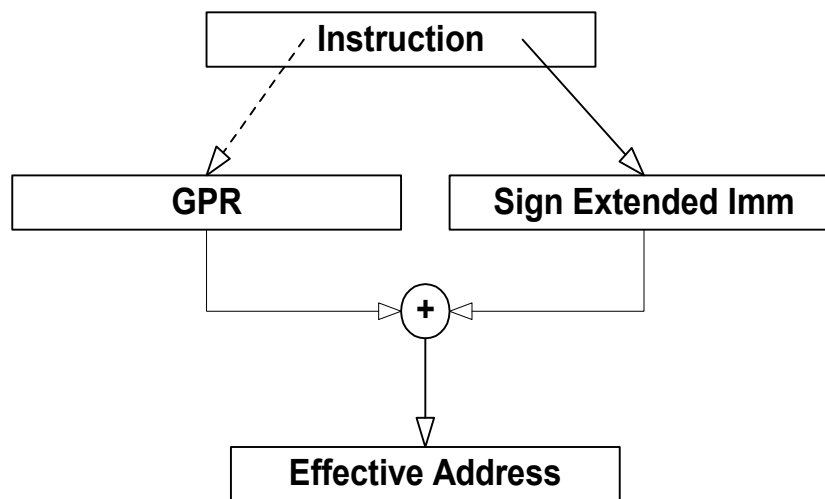 Instruction
GPR
Sign Extended Imm
+
Effective Address